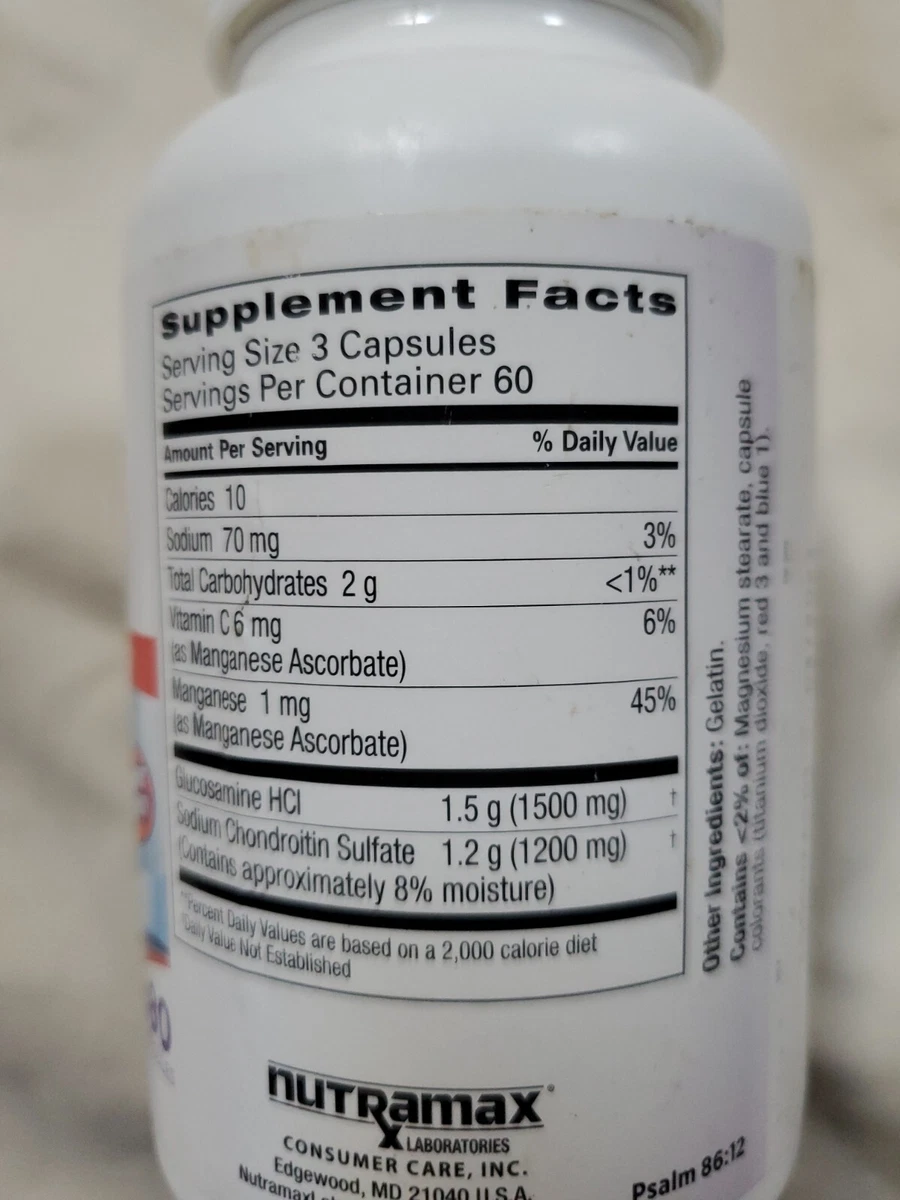 Supplement Facts
Serving Size 3 Capsules
Servings Per Container 60
Amount Per Serving % Daily Value
Calories 10
Sodium 70 mg 3%
Total Carbohydrates 2 g <1%**
Vitamin C 6 mg 6%
(as Manganese Ascorbate)
Manganese 1 mg 45%
(as Manganese Ascorbate)
Glucosamine HCl 1.5 g (1500 mg) †
Sodium Chondroitin Sulfate 1.2 g (1200 mg) †
(Contains approximately 8% moisture)
**Percent Daily Values are based on a 2,000 calorie diet
†Daily Value Not Established
Other Ingredients: Gelatin.
Contains <2% of: Magnesium stearate, capsule
colorants (titanium dioxide, red 3 and blue 1).
nutramax
LABORATORIES
CONSUMER CARE, INC.
Edgewood, MD 21040 U.S.A.
Psalm 86:12